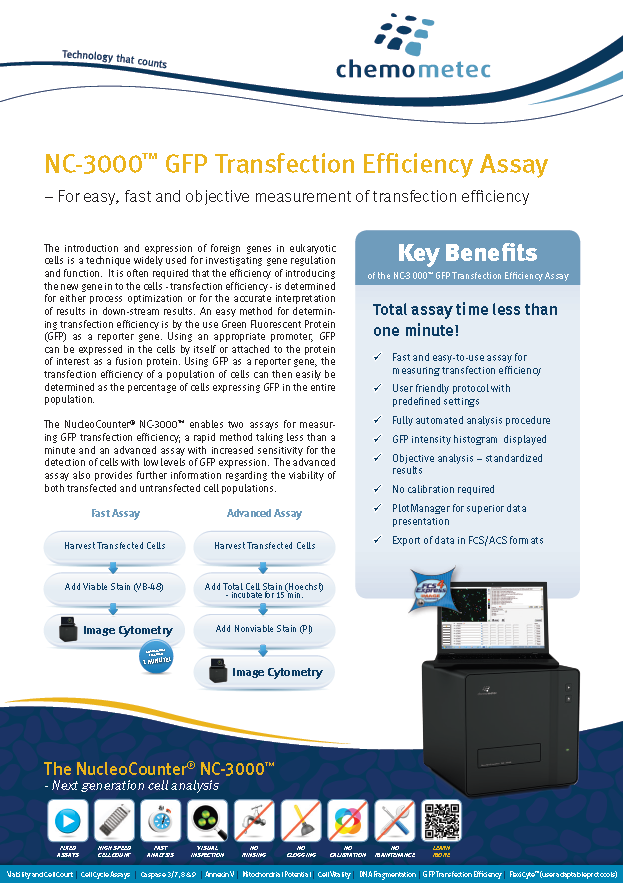 Technology that counts
chemometec
NC-3000™ GFP Transfection Efficiency Assay
– For easy, fast and objective measurement of transfection efficiency
The introduction and expression of foreign genes in eukaryotic
cells is a technique widely used for investigating gene regulation
and function. It is often required that the efficiency of introducing
the new gene in to the cells - transfection efficiency - is determined
for either process optimization or for the accurate interpretation
of results in down-stream results. An easy method for determin-
ing transfection efficiency is by the use Green Fluorescent Protein
(GFP) as a reporter gene. Using an appropriate promoter, GFP
can be expressed in the cells by itself or attached to the protein
of interest as a fusion protein. Using GFP as a reporter gene, the
transfection efficiency of a population of cells can then easily be
determined as the percentage of cells expressing GFP in the entire
population.
The NucleoCounter® NC-3000™ enables two assays for measur-
ing GFP transfection efficiency; a rapid method taking less than a
minute and an advanced assay with increased sensitivity for the
detection of cells with low levels of GFP expression. The advanced
assay also provides further information regarding the viability of
both transfected and untransfected cell populations.
Fast Assay
Harvest Transfected Cells
Add Viable Stain (VB-48)
Image Cytometry
1 MINUTE!
Advanced Assay
Harvest Transfected Cells
Add Total Cell Stain (Hoechst)
- incubate for 15 min.
Add Nonviable Stain (PI)
Image Cytometry
Key Benefits
of the NC-3000™ GFP Transfection Efficiency Assay
Total assay time less than
one minute!
✓ Fast and easy-to-use assay for
measuring transfection efficiency
✓ User friendly protocol with
predefined settings
✓ Fully automated analysis procedure
✓ GFP intensity histogram displayed
✓ Objective analysis – standardized
results
✓ No calibration required
✓ PlotManager for superior data
presentation
✓ Export of data in FCS/ACS formats
FCS 4
Express
IMAGE
The NucleoCounter® NC-3000™
- Next generation cell analysis
FIXED
ASSAYS
HIGH SPEED
CELL COUNT
FAST
ANALYSIS
VISUAL
INSPECTION
NO
RINSING
NO
CLOGGING
NO
CALIBRATION
NO
MAINTENANCE
LEARN
MORE
Viability and Cell Count | Cell Cycle Assays | Caspase 3/7, 8 & 9 | Annexin V | Mitochondrial Potential | Cell Vitality | DNA Fragmentation | GFP Transfection Efficiency | FlexiCyte™ (user adaptable protocols)